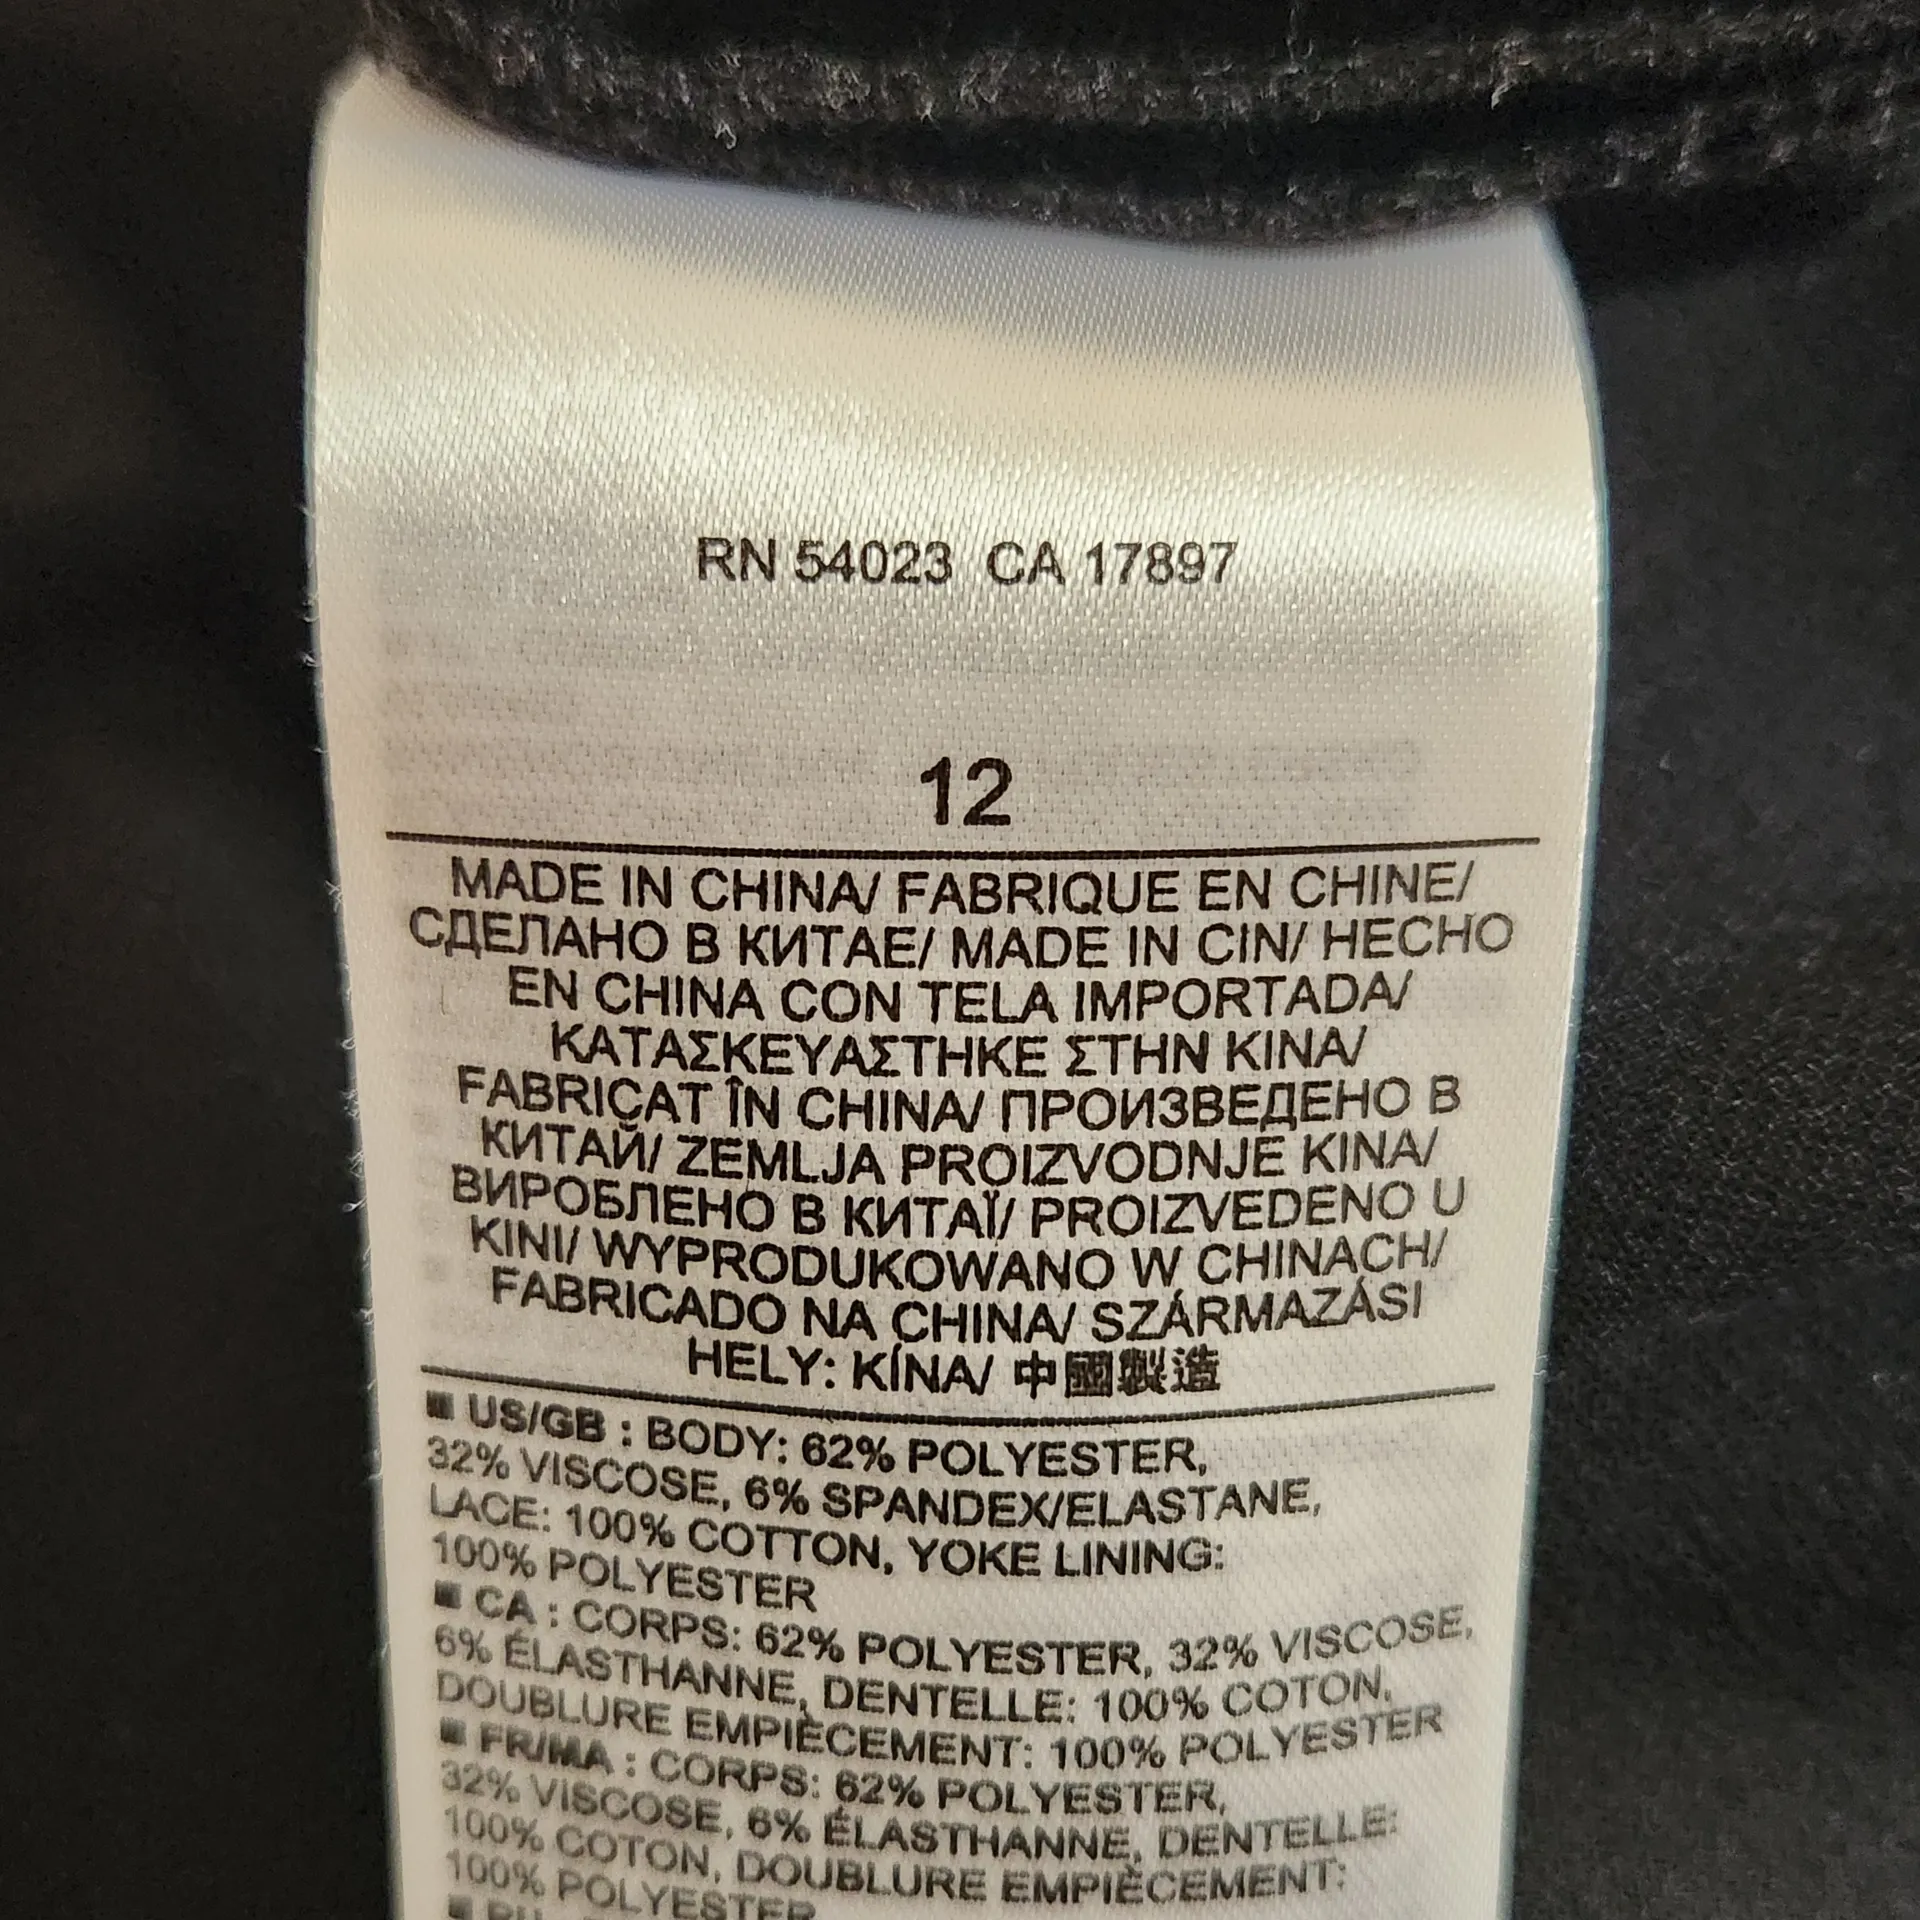 RN 54023 CA 17897
12
MADE IN CHINA/ FABRIQUE EN CHINE/
СДЕЛАНО В КИТАЕ/ MADE IN CIN/ HECHO
EN CHINA CON TELA IMPORTADA/
ΚΑΤΑΣΚΕΥΑΣΤΗΚΕ ΣΤΗΝ ΚΙΝΑ/
FABRICAT ÎN CHINA/ ПРОИЗВЕДЕНО В
КИТАЙ/ ZEMLJA PROIZVODNJE KINA/
ВИРОБЛЕНО В КИТАЇ/ PROIZVEDENO U
KINI/ WYPRODUKOWANO W CHINACH/
FABRICADO NA CHINA/ SZÁRMAZÁSI
HELY: KÍNA/ 中國製造
■ US/GB : BODY: 62% POLYESTER,
32% VISCOSE, 6% SPANDEX/ELASTANE,
LACE: 100% COTTON, YOKE LINING:
100% POLYESTER
■ CA : CORPS: 62% POLYESTER, 32% VISCOSE,
6% ÉLASTHANNE, DENTELLE: 100% COTON,
DOUBLURE EMPIÈCEMENT: 100% POLYESTER
■ FR/MA : CORPS: 62% POLYESTER,
32% VISCOSE, 6% ÉLASTHANNE, DENTELLE:
100% COTON, DOUBLURE EMPIÈCEMENT:
100% POLYESTER